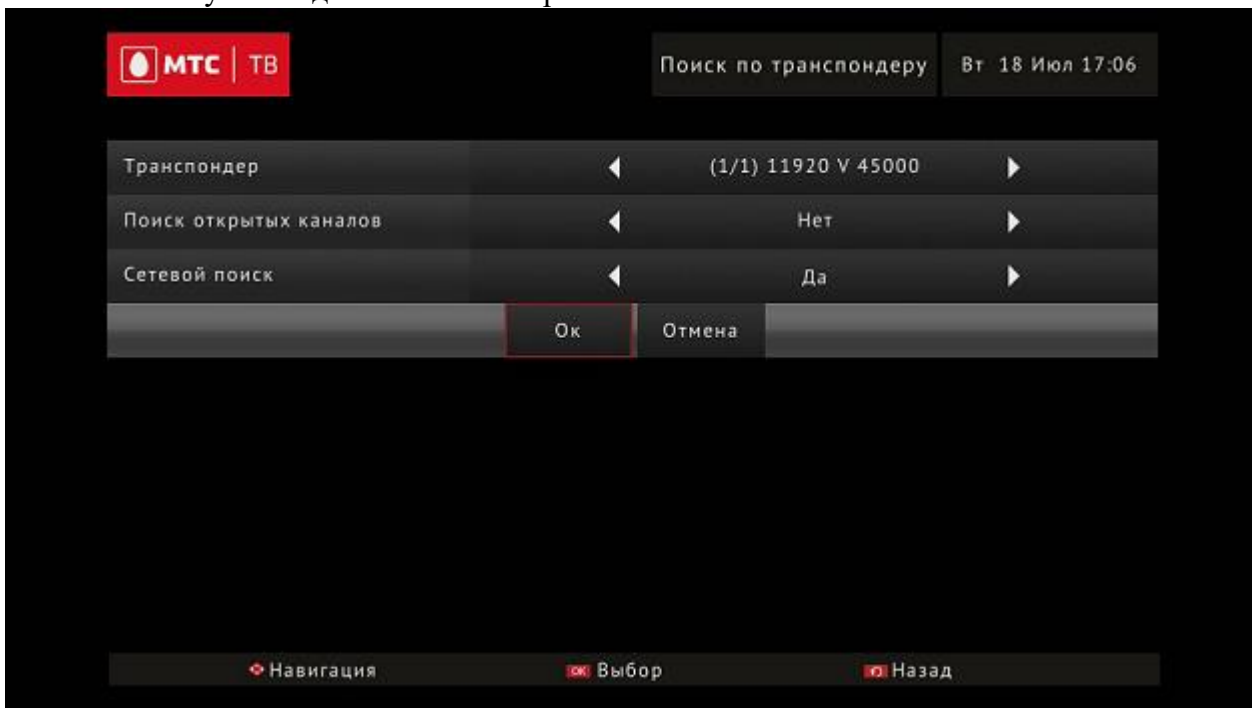 МТС | ТВ
Поиск по транспондеру Вт 18 Июл 17:06
Транспондер (1/1) 11920 V 45000
Поиск открытых каналов Нет
Сетевой поиск Да
Ок Отмена
Навигация OK Выбор Назад